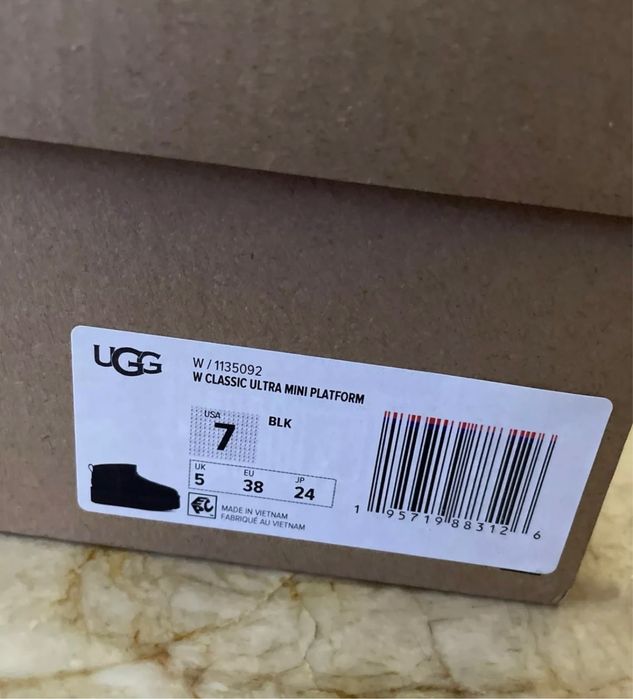 UGG
W / 1135092
W CLASSIC ULTRA MINI PLATFORM
USA
7
BLK
UK EU JP
5 38 24
MADE IN VIETNAM
FABRIQUÉ AU VIETNAM
1 95719 88312 6